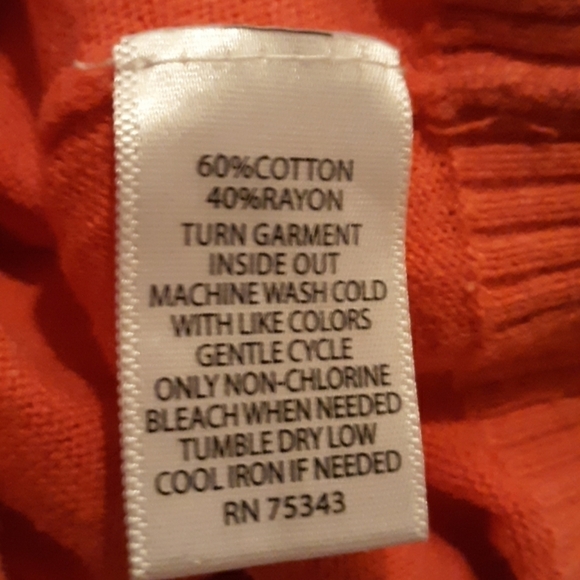 60%COTTON
40%RAYON
TURN GARMENT
INSIDE OUT
MACHINE WASH COLD
WITH LIKE COLORS
GENTLE CYCLE
ONLY NON-CHLORINE
BLEACH WHEN NEEDED
TUMBLE DRY LOW
COOL IRON IF NEEDED
RN 75343